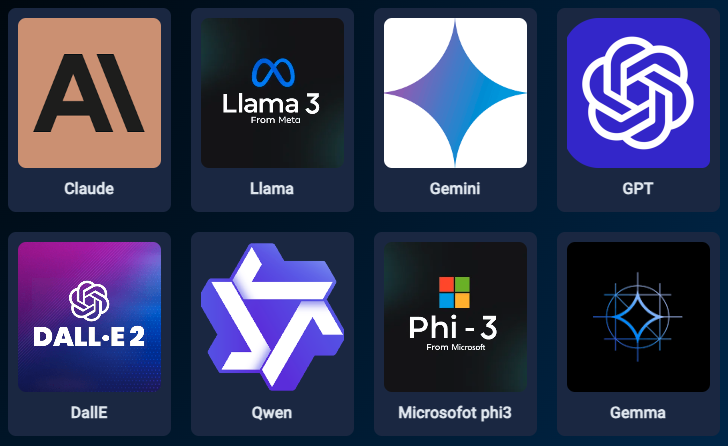 A\
Claude
Llama 3
From Meta
Llama
Gemini
GPT
DALL·E 2
DallE
Qwen
Phi - 3
From Microsoft
Microsofot phi3
Gemma